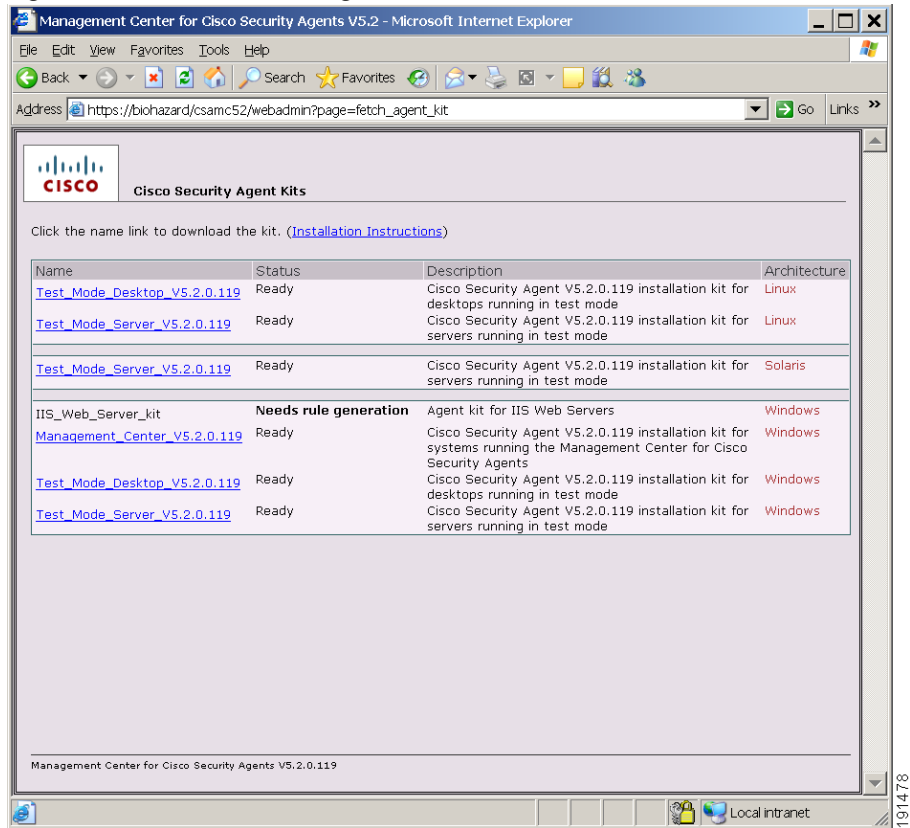 Management Center for Cisco Security Agents V5.2 - Microsoft Internet Explorer
File Edit View Favorites Tools Help
Back Search Favorites
Address https://biohazard/csamc52/webadmin?page=fetch_agent_kit Go Links »
CISCO
Cisco Security Agent Kits
Click the name link to download the kit. (Installation Instructions)
Name Status Description Architecture
Test_Mode_Desktop_V5.2.0.119 Ready Cisco Security Agent V5.2.0.119 installation kit for Linux
desktops running in test mode
Test_Mode_Server_V5.2.0.119 Ready Cisco Security Agent V5.2.0.119 installation kit for Linux
servers running in test mode
Test_Mode_Server_V5.2.0.119 Ready Cisco Security Agent V5.2.0.119 installation kit for Solaris
servers running in test mode
IIS_Web_Server_kit Needs rule generation Agent kit for IIS Web Servers Windows
Management_Center_V5.2.0.119 Ready Cisco Security Agent V5.2.0.119 installation kit for Windows
systems running the Management Center for Cisco
Security Agents
Test_Mode_Desktop_V5.2.0.119 Ready Cisco Security Agent V5.2.0.119 installation kit for Windows
desktops running in test mode
Test_Mode_Server_V5.2.0.119 Ready Cisco Security Agent V5.2.0.119 installation kit for Windows
servers running in test mode
Management Center for Cisco Security Agents V5.2.0.119
Local intranet
191478